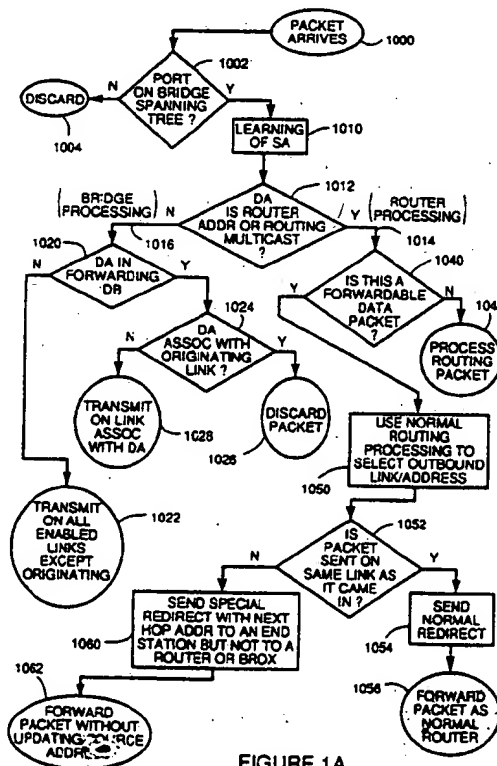 PACKET
ARRIVES
1000
1002
N
PORT
ON BRIDGE
SPANNING
TREE ?
Y
DISCARD
1004
LEARNING
OF SA
1010
DA
IS ROUTER
ADDR OR ROUTING
MULTICAST
?
1012
(BRIDGE
PROCESSING)
N
1016
Y
(ROUTER
PROCESSING)
1014
1020
N
DA IN
FORWARDING
DB
?
Y
1040
Y
IS THIS A
FORWARDABLE
DATA
PACKET
?
N
PROCESS
ROUTING
PACKET
1024
DA
ASSOC WITH
ORIGINATING
LINK ?
N
Y
TRANSMIT
ON LINK
ASSOC
WITH DA
1028
DISCARD
PACKET
1026
USE NORMAL
ROUTING
PROCESSING TO
SELECT OUTBOUND
LINK/ADDRESS
1050
TRANSMIT
ON ALL
ENABLED
LINKS
EXCEPT
ORIGINATING
1022
1052
N
IS
PACKET
SENT ON
SAME LINK AS
IT CAME
IN ?
Y
SEND SPECIAL
REDIRECT WITH NEXT
HOP ADDR TO AN END
STATION BUT NOT TO A
ROUTER OR BROX
1060
SEND
NORMAL
REDIRECT
1054
1062
FORWARD
PACKET WITHOUT
UPDATING
1056
FORWARD
PACKET AS
NORMAL
ROUTER
FIGURE 1A